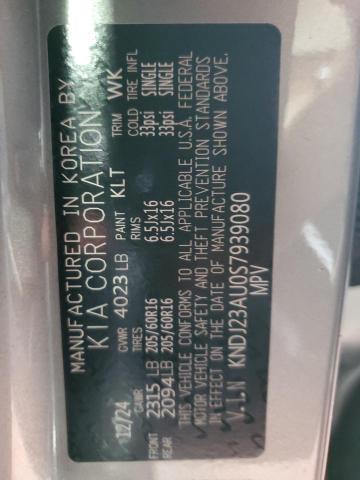 MANUFACTURED IN KOREA BY
KIA CORPORATION
12/24 GVWR 4023 LB PAINT KLT TRIM WK
GAWR TIRES RIMS COLD TIRE INFL
FRONT 2315 LB 205/60R16 6.5Jx16 33psi SINGLE
REAR 2094 LB 205/60R16 6.5Jx16 33psi SINGLE
THIS VEHICLE CONFORMS TO ALL APPLICABLE U.S.A. FEDERAL
MOTOR VEHICLE SAFETY AND THEFT PREVENTION STANDARDS
IN EFFECT ON THE DATE OF MANUFACTURE SHOWN ABOVE.
V.I.N KNDJ23AU0S7939080
MPV